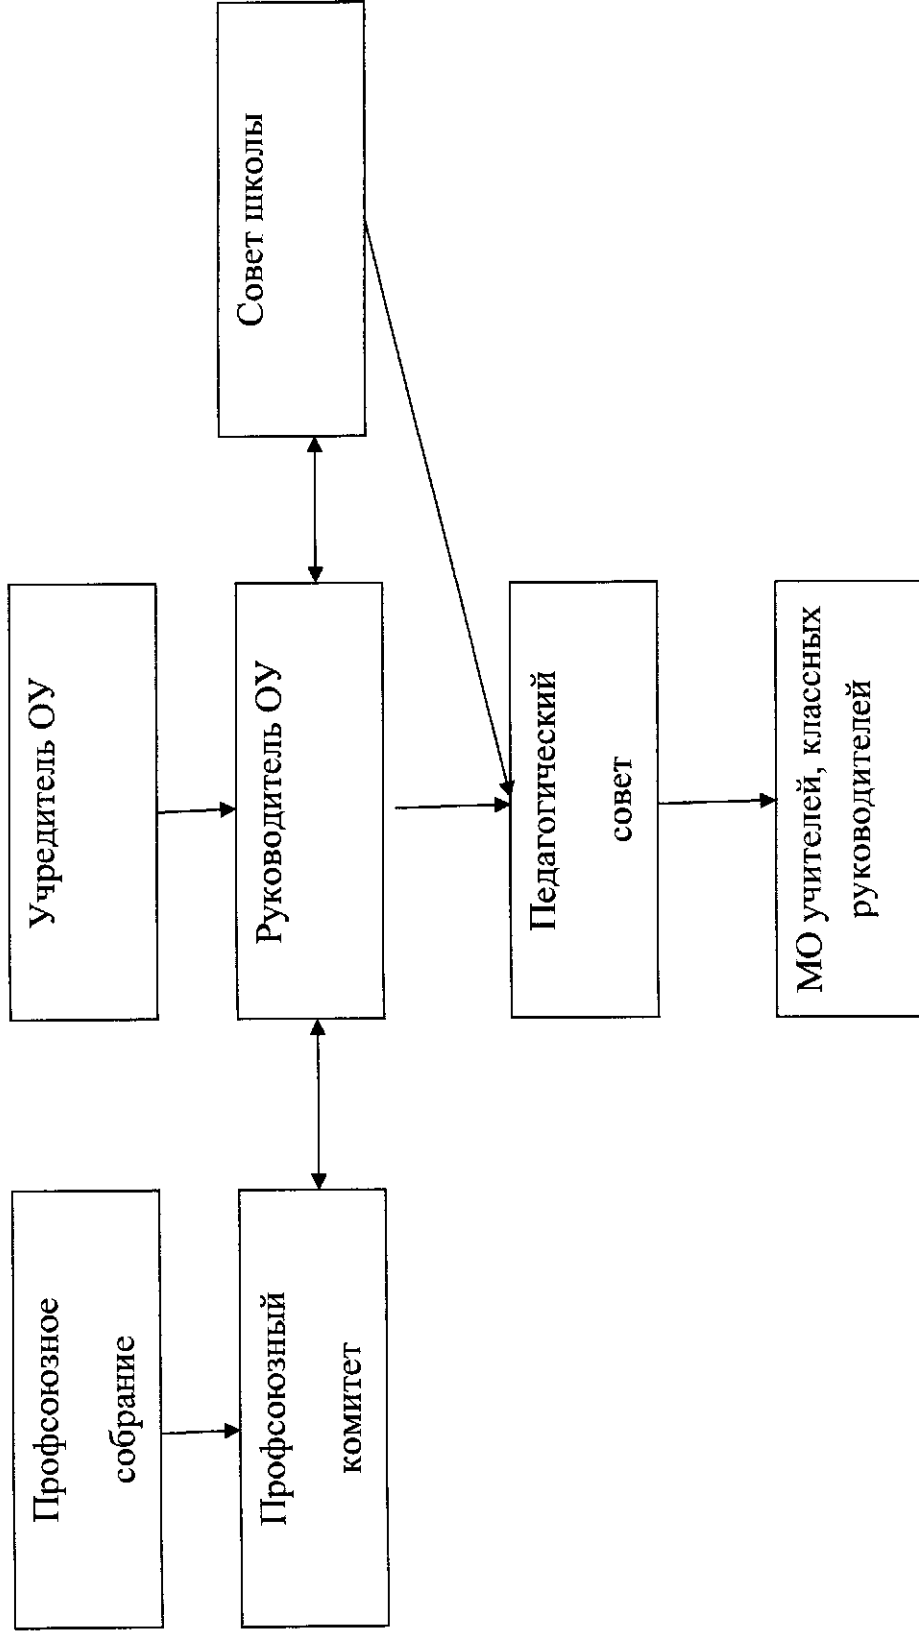 Профсоюзное
собрание
Учредитель ОУ
Профсоюзный
комитет
Руководитель ОУ
Совет школы
Педагогический
совет
МО учителей, классных
руководителей